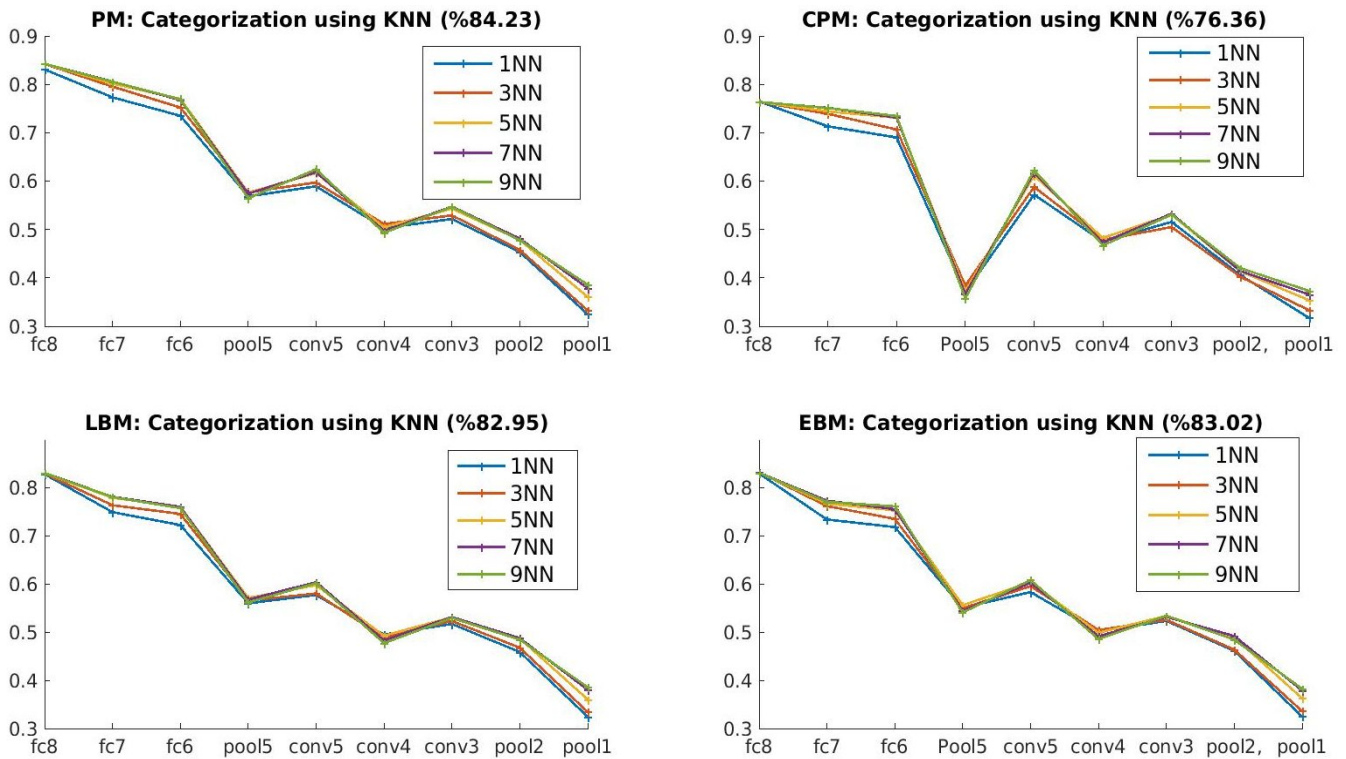 PM: Categorization using KNN (%84.23)
0.9
0.8
0.7
0.6
0.5
0.4
0.3
1NN
3NN
5NN
7NN
9NN
fc8 fc7 fc6 pool5 conv5 conv4 conv3 pool2 pool1
CPM: Categorization using KNN (%76.36)
0.9
0.8
0.7
0.6
0.5
0.4
0.3
1NN
3NN
5NN
7NN
9NN
fc8 fc7 fc6 Pool5 conv5 conv4 conv3 pool2, pool1
LBM: Categorization using KNN (%82.95)
0.8
0.7
0.6
0.5
0.4
0.3
1NN
3NN
5NN
7NN
9NN
fc8 fc7 fc6 pool5 conv5 conv4 conv3 pool2 pool1
EBM: Categorization using KNN (%83.02)
0.8
0.7
0.6
0.5
0.4
0.3
1NN
3NN
5NN
7NN
9NN
fc8 fc7 fc6 Pool5 conv5 conv4 conv3 pool2, pool1